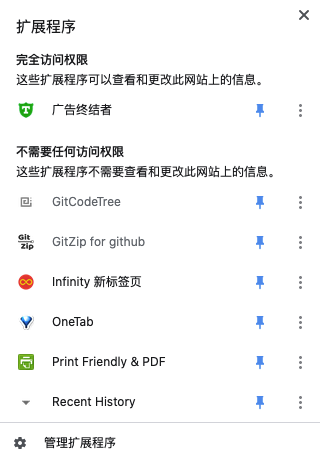 扩展程序
完全访问权限
这些扩展程序可以查看和更改此网站上的信息。
广告终结者
不需要任何访问权限
这些扩展程序不需要查看和更改此网站上的信息。
GitCodeTree
Git
Zip
GitZip for github
Infinity 新标签页
OneTab
Print Friendly & PDF
Recent History
管理扩展程序